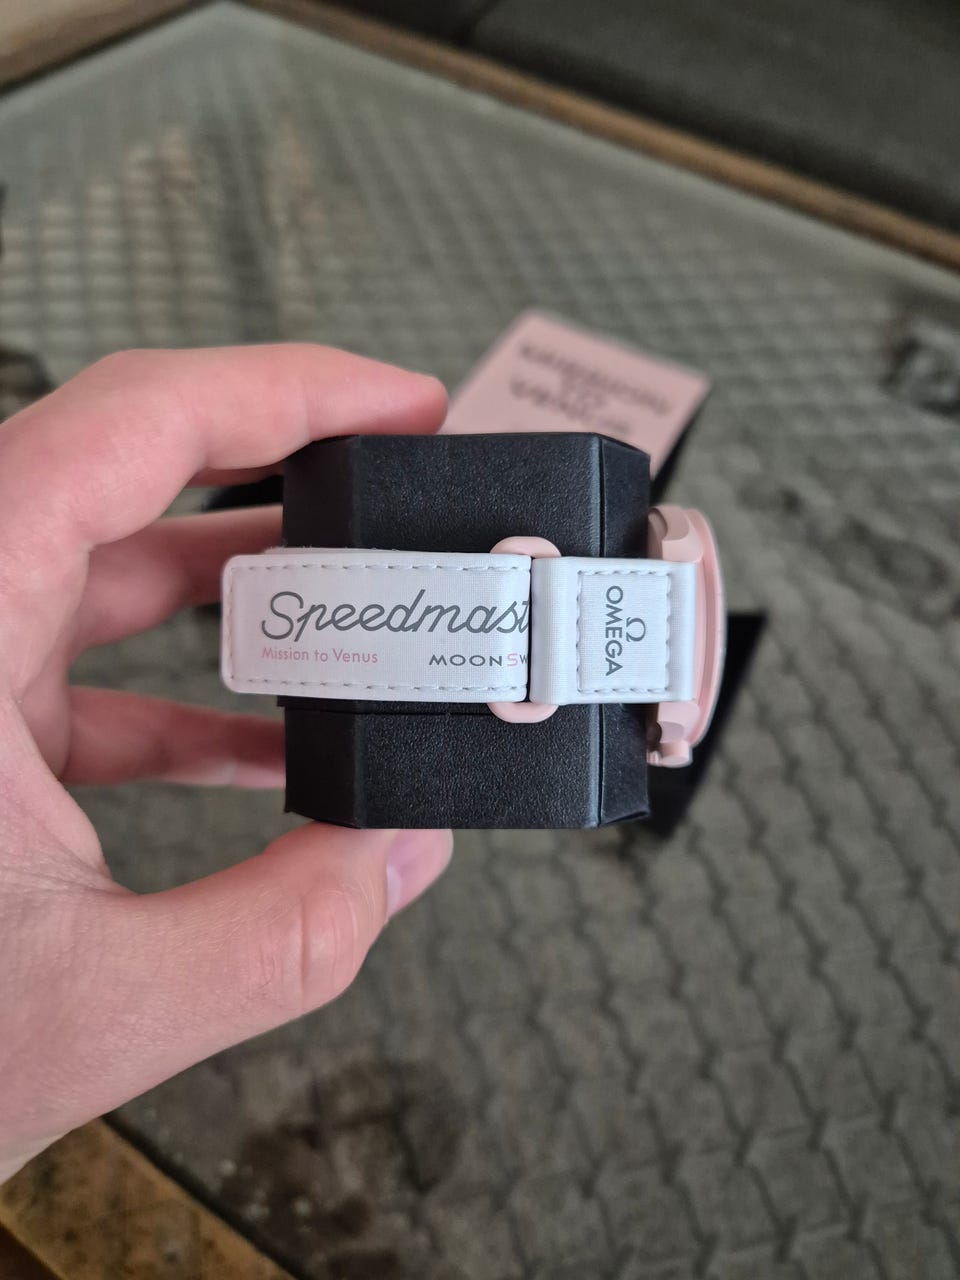 Speedmast
Mission to Venus
MOONSW
Ω
OMEGA